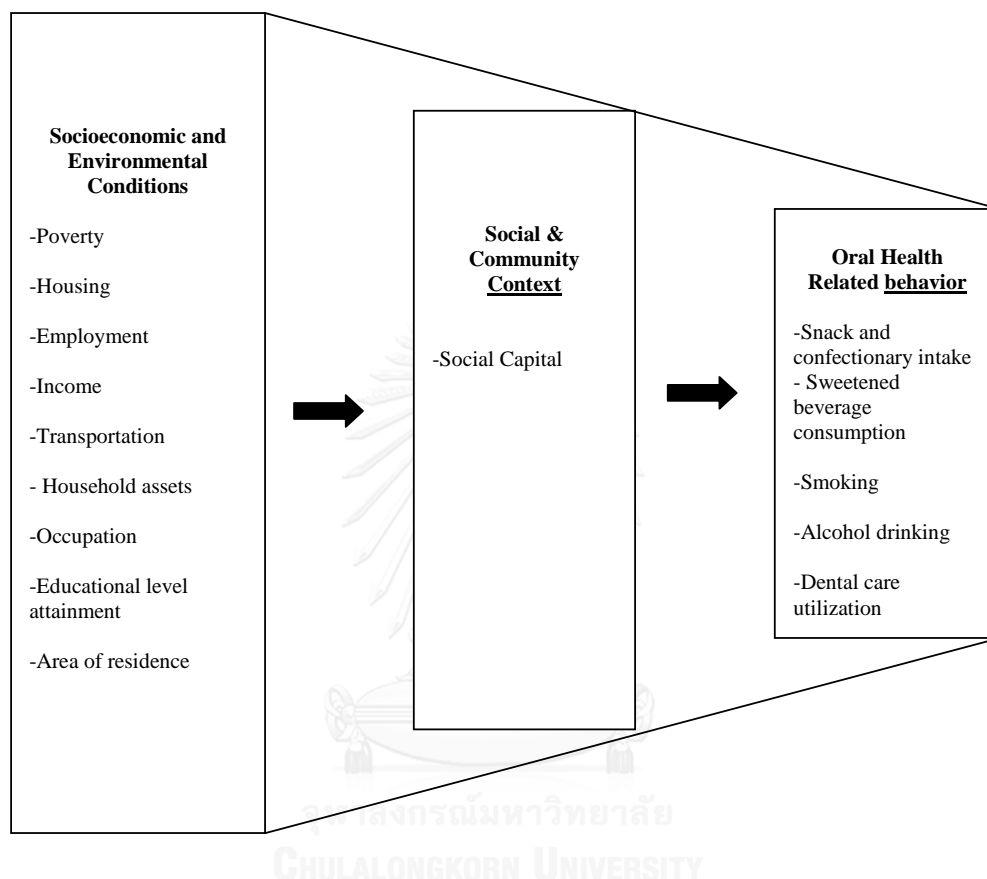 Socioeconomic and
Environmental
Conditions
-Poverty
-Housing
-Employment
-Income
-Transportation
- Household assets
-Occupation
-Educational level
attainment
-Area of residence
Social &
Community
Context
-Social Capital
Oral Health
Related behavior
-Snack and
confectionary intake
- Sweetened
beverage
consumption
-Smoking
-Alcohol drinking
-Dental care
utilization
จุฬาลงกรณ์มหาวิทยาลัย
CHULALONGKORN UNIVERSITY